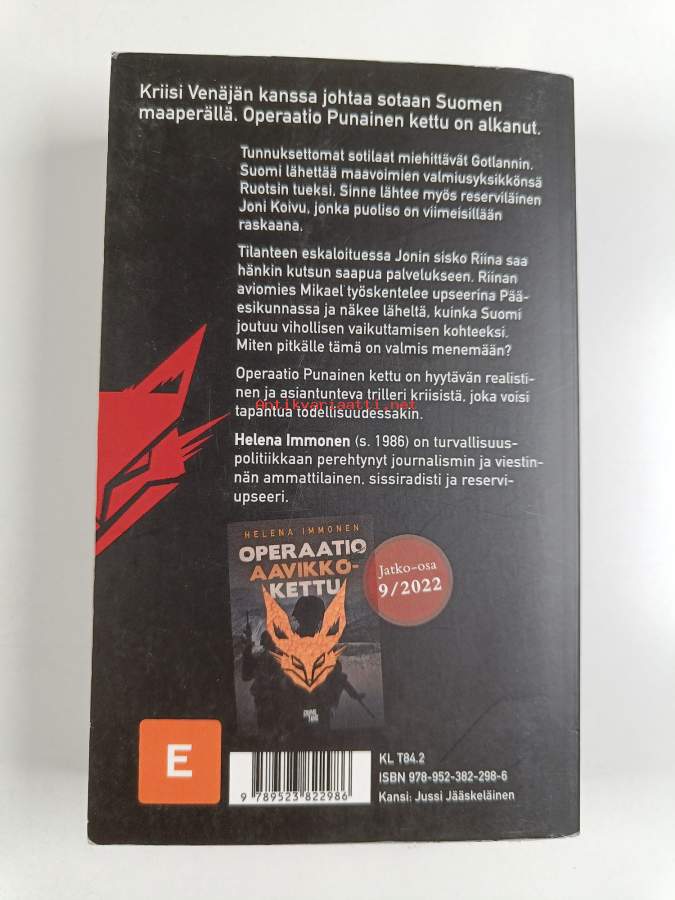 Kriisi Venäjän kanssa johtaa sotaan Suomen
maaperällä. Operaatio Punainen kettu on alkanut.
Tunnuksettomat sotilaat miehittävät Gotlannin.
Suomi lähettää maavoimien valmiusyksikkönsä
Ruotsin tueksi. Sinne lähtee myös reserviläinen
Joni Koivu, jonka puoliso on viimeisillään
raskaana.
Tilanteen eskaloituessa Jonin sisko Riina saa
hänkin kutsun saapua palvelukseen. Riinan
aviomies Mikael työskentelee upseerina Pää-
esikunnassa ja näkee läheltä, kuinka Suomi
joutuu vihollisen vaikuttamisen kohteeksi.
Miten pitkälle tämä on valmis menemään?
Operaatio Punainen kettu on hyytävän realisti-
nen ja asiantunteva trilleri kriisistä, joka voisi
Antikvariaatti.net
tapahtua todellisuudessakin.
Helena Immonen (s. 1986) on turvallisuus-
politiikkaan perehtynyt journalismin ja viestin-
nän ammattilainen, sissiradisti ja reservi-
upseeri.
HELENA IMMONEN
OPERAATIO
AAVIKKO-
KETTU
Jatko-osa
9/2022
CRIME
TIME
E
9 789523 822986
KL T84.2
ISBN 978-952-382-298-6
Kansi: Jussi Jääskeläinen